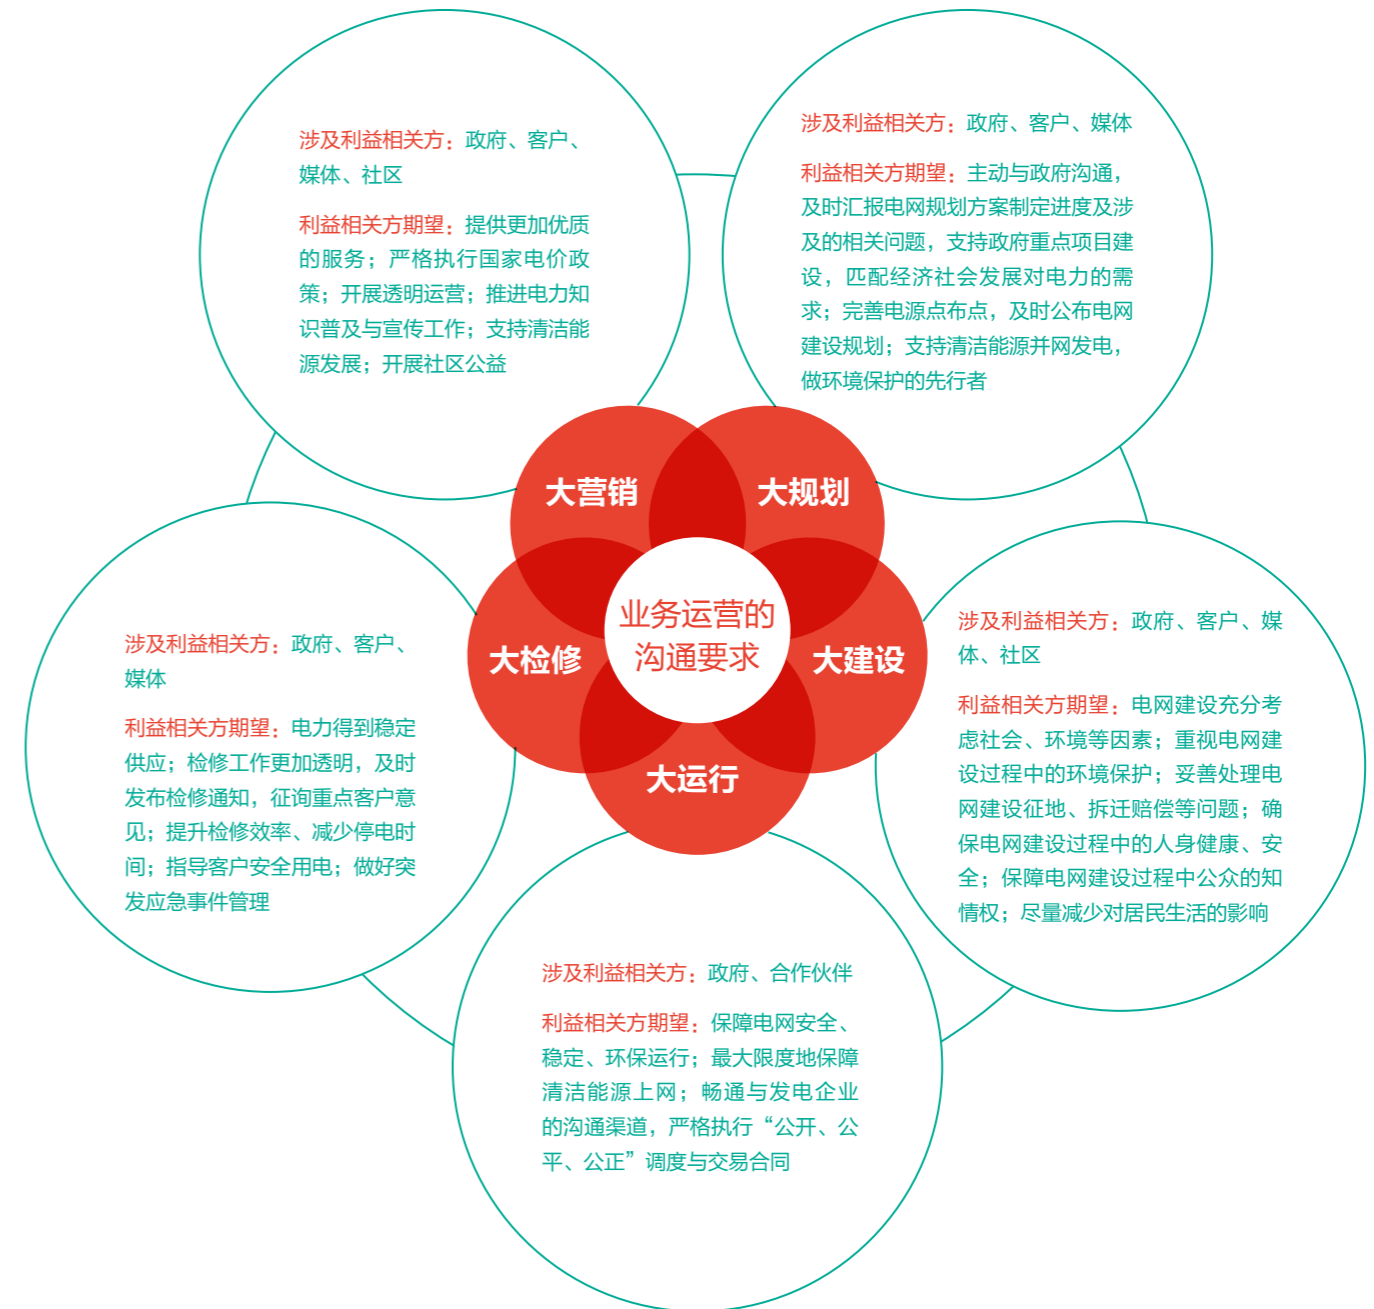 涉及利益相关方：政府、客户、
媒体、社区
利益相关方期望：提供更加优质
的服务；严格执行国家电价政
策；开展透明运营；推进电力知
识普及与宣传工作；支持清洁能
源发展；开展社区公益
涉及利益相关方：政府、客户、媒体
利益相关方期望：主动与政府沟通，
及时汇报电网规划方案制定进度及涉
及的相关问题，支持政府重点项目建
设，匹配经济社会发展对电力的需
求；完善电源点布点，及时公布电网
建设规划；支持清洁能源并网发电，
做环境保护的先行者
大营销
大规划
业务运营的
沟通要求
大检修
大建设
大运行
涉及利益相关方：政府、客户、
媒体
利益相关方期望：电力得到稳定
供应；检修工作更加透明，及时
发布检修通知，征询重点客户意
见；提升检修效率、减少停电时
间；指导客户安全用电；做好突
发应急事件管理
涉及利益相关方：政府、客户、媒
体、社区
利益相关方期望：电网建设充分考
虑社会、环境等因素；重视电网建
设过程中的环境保护；妥善处理电
网建设征地、拆迁赔偿等问题；确
保电网建设过程中的人身健康、安
全；保障电网建设过程中公众的知
情权；尽量减少对居民生活的影响
涉及利益相关方：政府、合作伙伴
利益相关方期望：保障电网安全、
稳定、环保运行；最大限度地保障
清洁能源上网；畅通与发电企业
的沟通渠道，严格执行“公开、公
平、公正”调度与交易合同